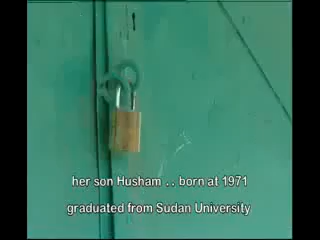 her son Husham . . born at 1971
graduated from Sudan University